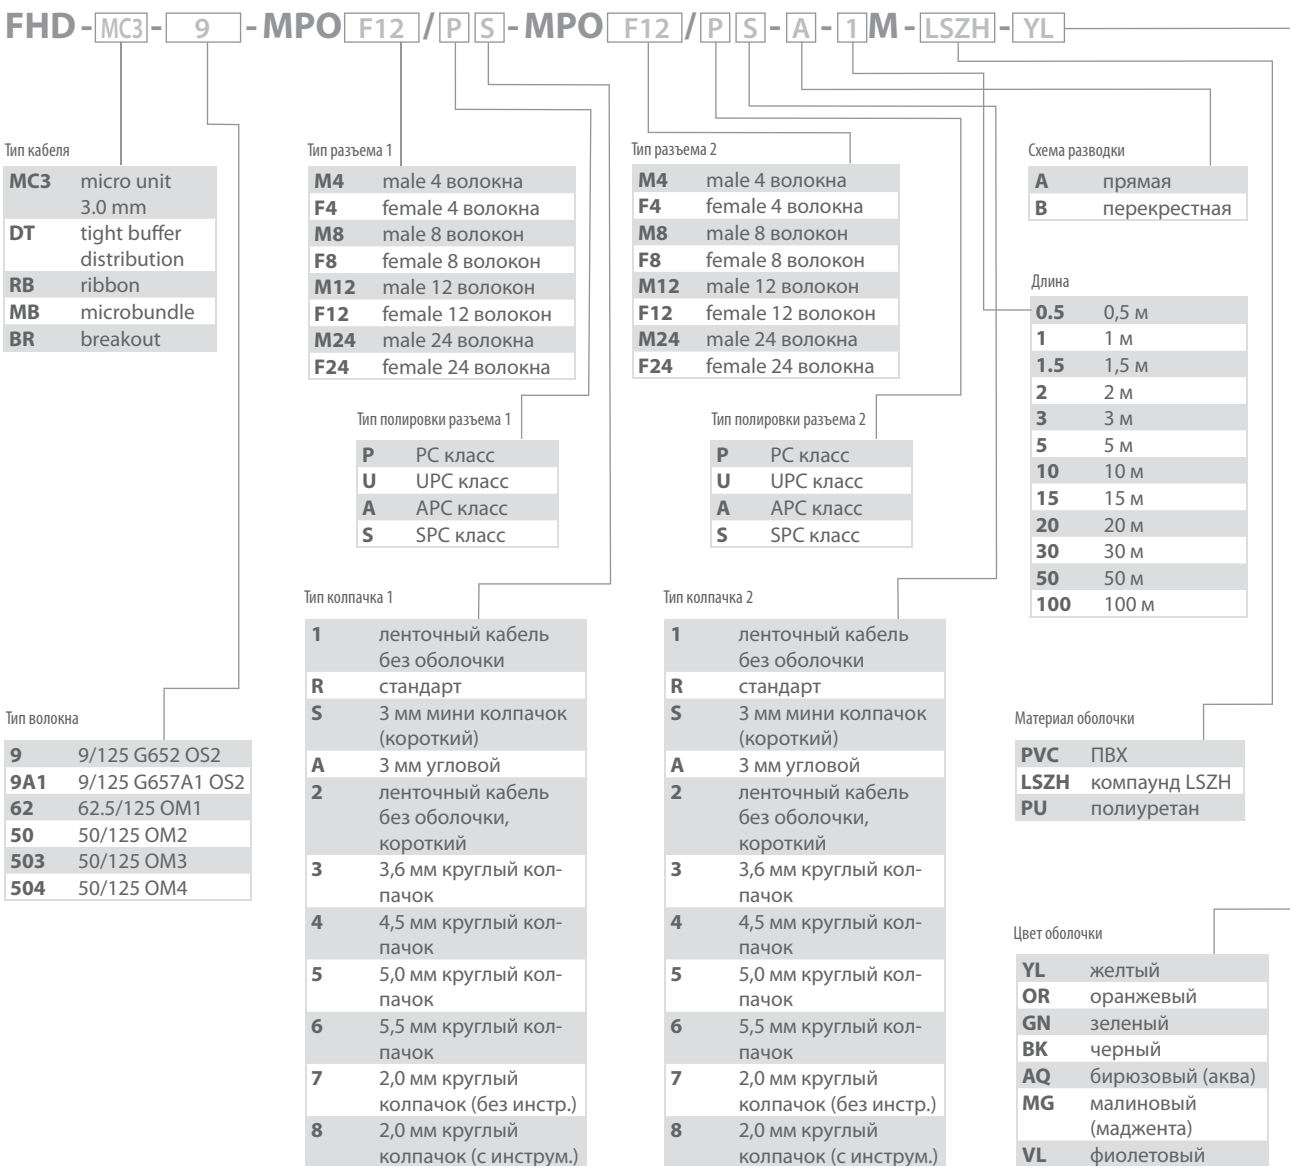 FHD-MC3-9-MPO F12/PS-MPO F12/PS-A-1M-LSZH-YL
Тип кабеля
MC3 micro unit
3.0 mm
DT tight buffer
distribution
RB ribbon
MB microbundle
BR breakout
Тип разъема 1
M4 male 4 волокна
F4 female 4 волокна
M8 male 8 волокон
F8 female 8 волокон
M12 male 12 волокон
F12 female 12 волокон
M24 male 24 волокна
F24 female 24 волокна
Тип разъема 2
M4 male 4 волокна
F4 female 4 волокна
M8 male 8 волокон
F8 female 8 волокон
M12 male 12 волокон
F12 female 12 волокон
M24 male 24 волокна
F24 female 24 волокна
Схема разводки
A прямая
B перекрестная
Длина
0.5 0,5 м
1 1 м
1.5 1,5 м
2 2 м
3 3 м
5 5 м
10 10 м
15 15 м
20 20 м
30 30 м
50 50 м
100 100 м
Тип полировки разъема 1
P PC класс
U UPC класс
A APC класс
S SPC класс
Тип полировки разъема 2
P PC класс
U UPC класс
A APC класс
S SPC класс
Тип колпачка 1
1 ленточный кабель
без оболочки
R стандарт
S 3 мм мини колпачок
(короткий)
A 3 мм угловой
2 ленточный кабель
без оболочки,
короткий
3 3,6 мм круглый кол-
пачок
4 4,5 мм круглый кол-
пачок
5 5,0 мм круглый кол-
пачок
6 5,5 мм круглый кол-
пачок
7 2,0 мм круглый
колпачок (без инстр.)
8 2,0 мм круглый
колпачок (с инструм.)
Тип колпачка 2
1 ленточный кабель
без оболочки
R стандарт
S 3 мм мини колпачок
(короткий)
A 3 мм угловой
2 ленточный кабель
без оболочки,
короткий
3 3,6 мм круглый кол-
пачок
4 4,5 мм круглый кол-
пачок
5 5,0 мм круглый кол-
пачок
6 5,5 мм круглый кол-
пачок
7 2,0 мм круглый
колпачок (без инстр.)
8 2,0 мм круглый
колпачок (с инструм.)
Тип волокна
9 9/125 G652 OS2
9A1 9/125 G657A1 OS2
62 62.5/125 OM1
50 50/125 OM2
503 50/125 OM3
504 50/125 OM4
Материал оболочки
PVC ПВХ
LSZH компаунд LSZH
PU полиуретан
Цвет оболочки
YL желтый
OR оранжевый
GN зеленый
BK черный
AQ бирюзовый (аква)
MG малиновый
(маджента)
VL фиолетовый